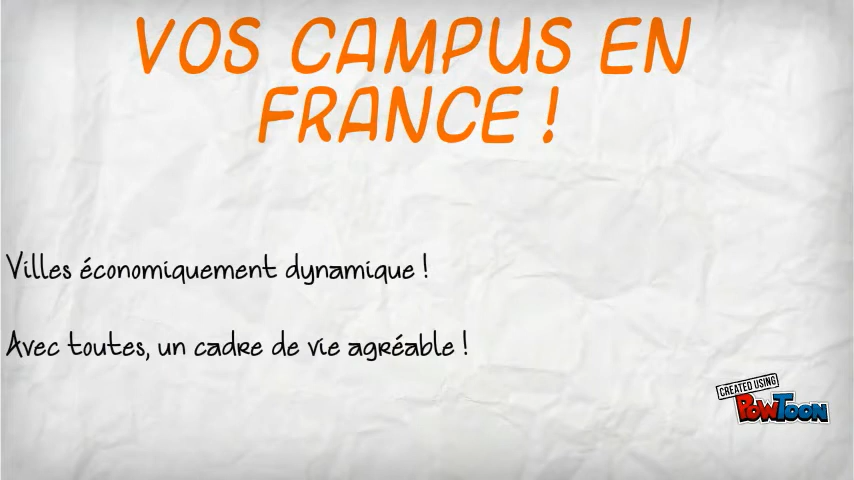 VOS CAMPUS EN
FRANCE !
Villes économiquement dynamique !
Avec toutes, un cadre de vie agréable !
CREATED USING
POWTOON